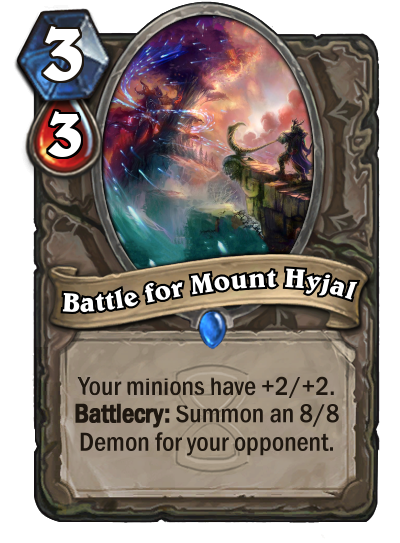 3
3
Battle for Mount Hyjal
Your minions have +2/+2.
Battlecry: Summon an 8/8
Demon for your opponent.